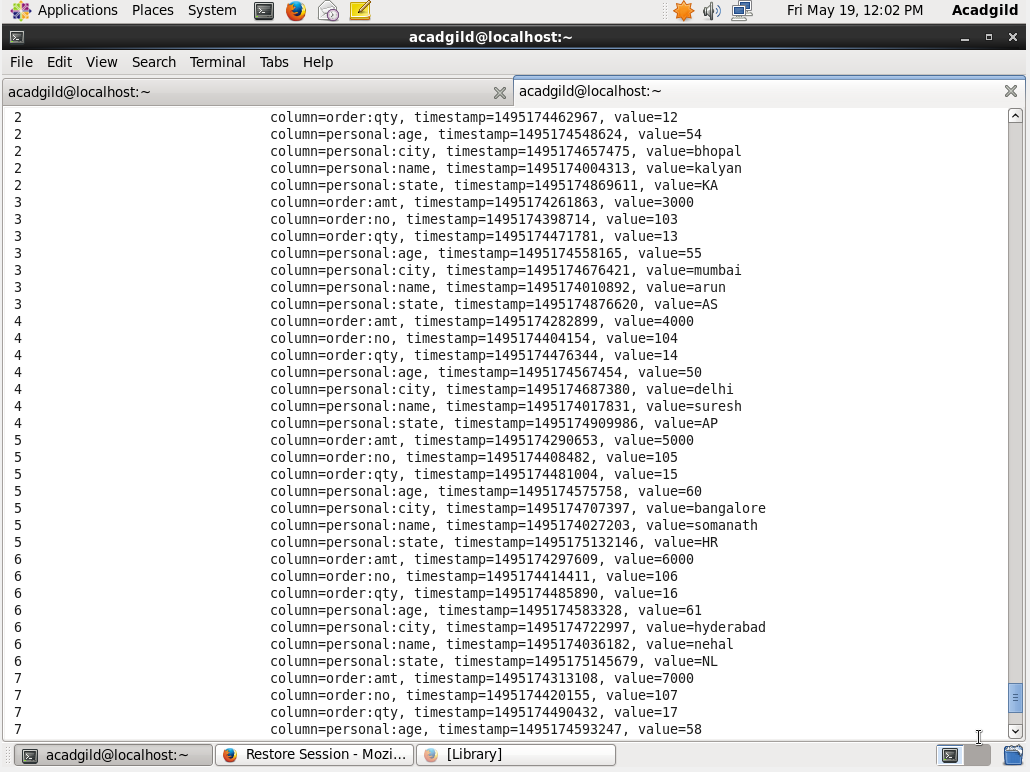 Applications Places System Fri May 19, 12:02 PM Acadgild
acadgild@localhost:~
File Edit View Search Terminal Tabs Help
acadgild@localhost:~ acadgild@localhost:~
2 column=order:qty, timestamp=1495174462967, value=12
2 column=personal:age, timestamp=1495174548624, value=54
2 column=personal:city, timestamp=1495174657475, value=bhopal
2 column=personal:name, timestamp=1495174004313, value=kalyan
2 column=personal:state, timestamp=1495174869611, value=KA
3 column=order:amt, timestamp=1495174261863, value=3000
3 column=order:no, timestamp=1495174398714, value=103
3 column=order:qty, timestamp=1495174471781, value=13
3 column=personal:age, timestamp=1495174558165, value=55
3 column=personal:city, timestamp=1495174676421, value=mumbai
3 column=personal:name, timestamp=1495174010892, value=arun
3 column=personal:state, timestamp=1495174876620, value=AS
4 column=order:amt, timestamp=1495174282899, value=4000
4 column=order:no, timestamp=1495174404154, value=104
4 column=order:qty, timestamp=1495174476344, value=14
4 column=personal:age, timestamp=1495174567454, value=50
4 column=personal:city, timestamp=1495174687380, value=delhi
4 column=personal:name, timestamp=1495174017831, value=suresh
4 column=personal:state, timestamp=1495174909986, value=AP
5 column=order:amt, timestamp=1495174290653, value=5000
5 column=order:no, timestamp=1495174408482, value=105
5 column=order:qty, timestamp=1495174481004, value=15
5 column=personal:age, timestamp=1495174575758, value=60
5 column=personal:city, timestamp=1495174707397, value=bangalore
5 column=personal:name, timestamp=1495174027203, value=somanath
5 column=personal:state, timestamp=1495175132146, value=HR
6 column=order:amt, timestamp=1495174297609, value=6000
6 column=order:no, timestamp=1495174414411, value=106
6 column=order:qty, timestamp=1495174485890, value=16
6 column=personal:age, timestamp=1495174583328, value=61
6 column=personal:city, timestamp=1495174722997, value=hyderabad
6 column=personal:name, timestamp=1495174036182, value=nehal
6 column=personal:state, timestamp=1495175145679, value=NL
7 column=order:amt, timestamp=1495174313108, value=7000
7 column=order:no, timestamp=1495174420155, value=107
7 column=order:qty, timestamp=1495174490432, value=17
7 column=personal:age, timestamp=1495174593247, value=58
acadgild@localhost:~ Restore Session - Mozi... [Library]